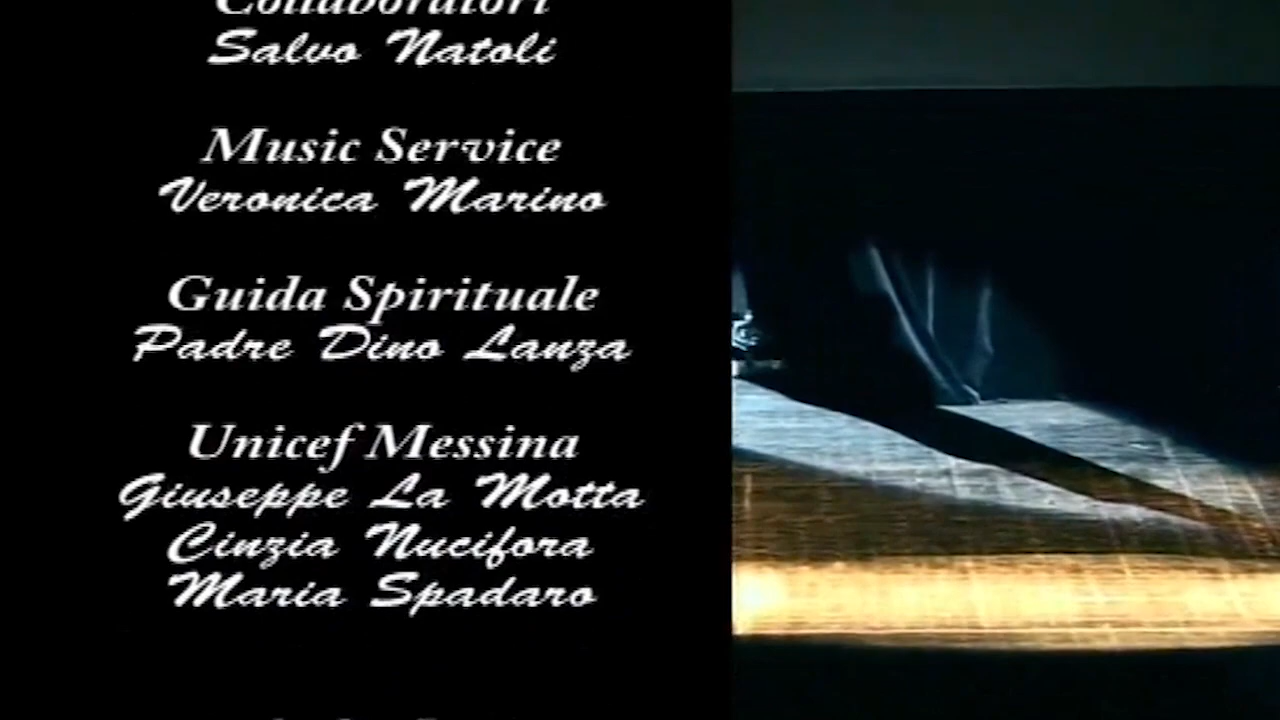 Collaboratori
Salvo Natoli
Music Service
Veronica Marino
Guida Spirituale
Padre Dino Lanza
Unicef Messina
Giuseppe La Motta
Cinzia Nucifora
Maria Spadaro